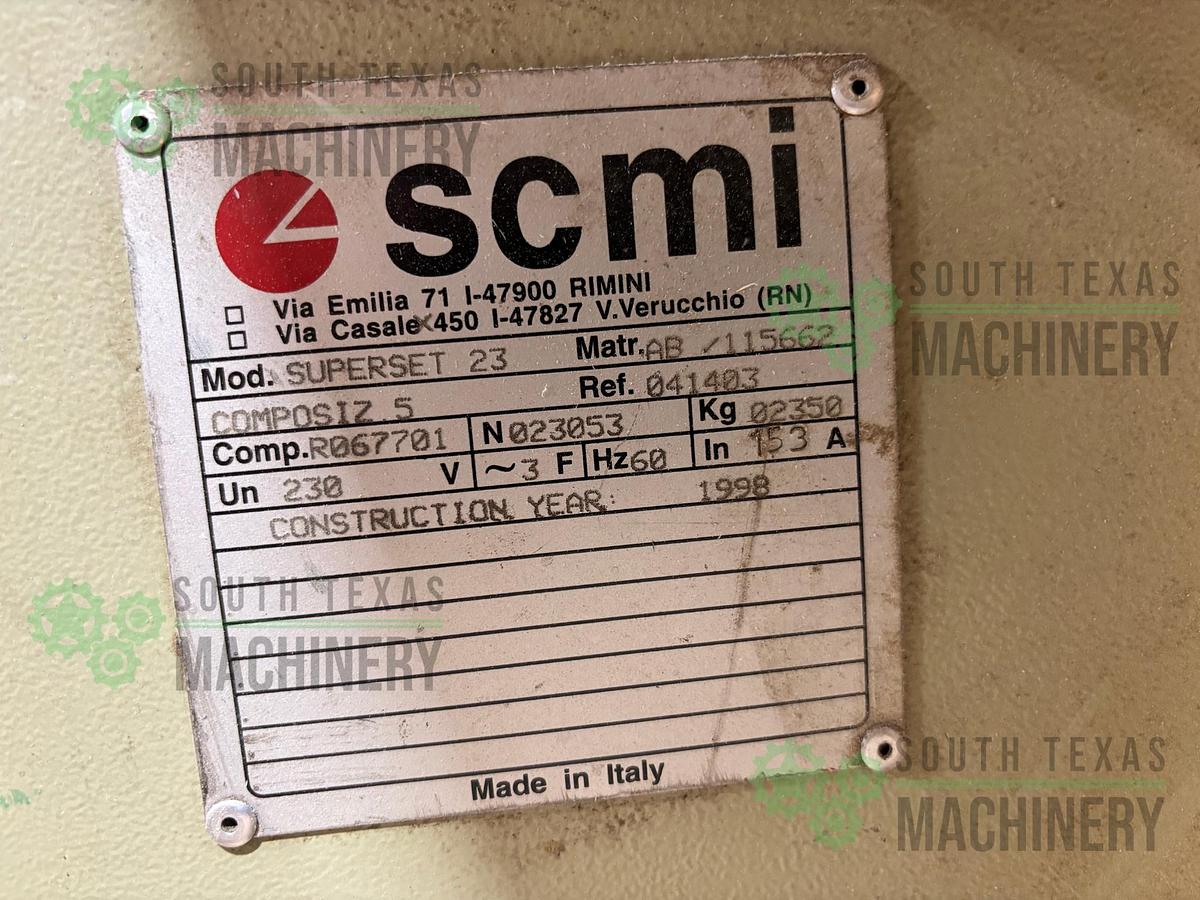 SOUTH TEXAS
MACHINERY
scmi
SOUTH TEXAS
MACHINERY
Via Emilia 71 I-47900 RIMINI
Via Casale 450 I-47827 V.Verucchio (RN)
Mod. SUPERSET 23 Matr. AB /115662
COMPOSIZ 5 Ref. 041403
Comp. R067701 N 023053 Kg 02350
Un 230 V ~3 F Hz 60 In 153 A
CONSTRUCTION YEAR: 1998
SOUTH TEXAS
MACHINERY
Made in Italy
SOUTH TEXAS
MACHINERY